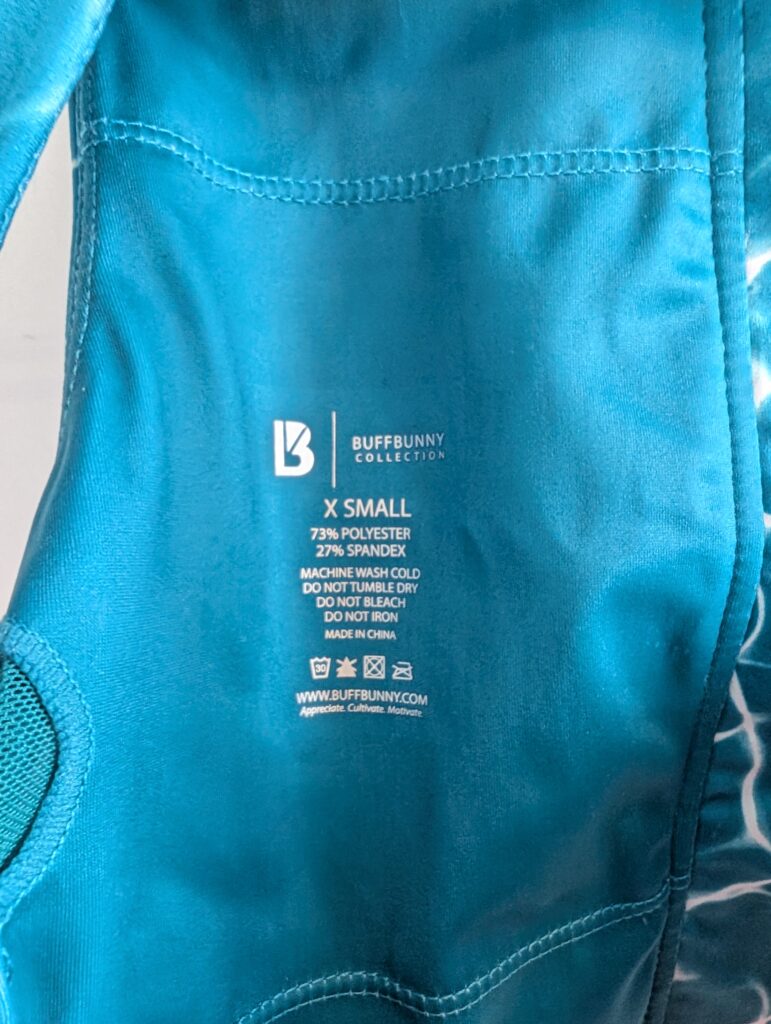 B
BUFFBUNNY
COLLECTION
X SMALL
73% POLYESTER
27% SPANDEX
MACHINE WASH COLD
DO NOT TUMBLE DRY
DO NOT BLEACH
DO NOT IRON
MADE IN CHINA
30
WWW.BUFFBUNNY.COM
Appreciate. Cultivate. Motivate.